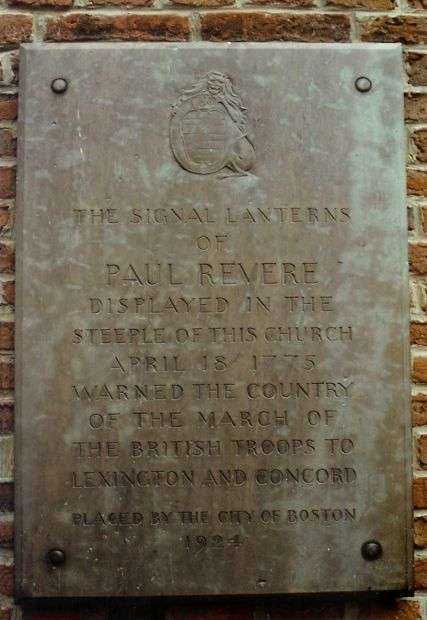 THE SIGNAL LANTERNS
OF
PAUL REVERE
DISPLAYED IN THE
STEEPLE OF THIS CHURCH
APRIL 18 1775
WARNED THE COUNTRY
OF THE MARCH OF
THE BRITISH TROOPS TO
LEXINGTON AND CONCORD
PLACED BY THE CITY OF BOSTON
1924